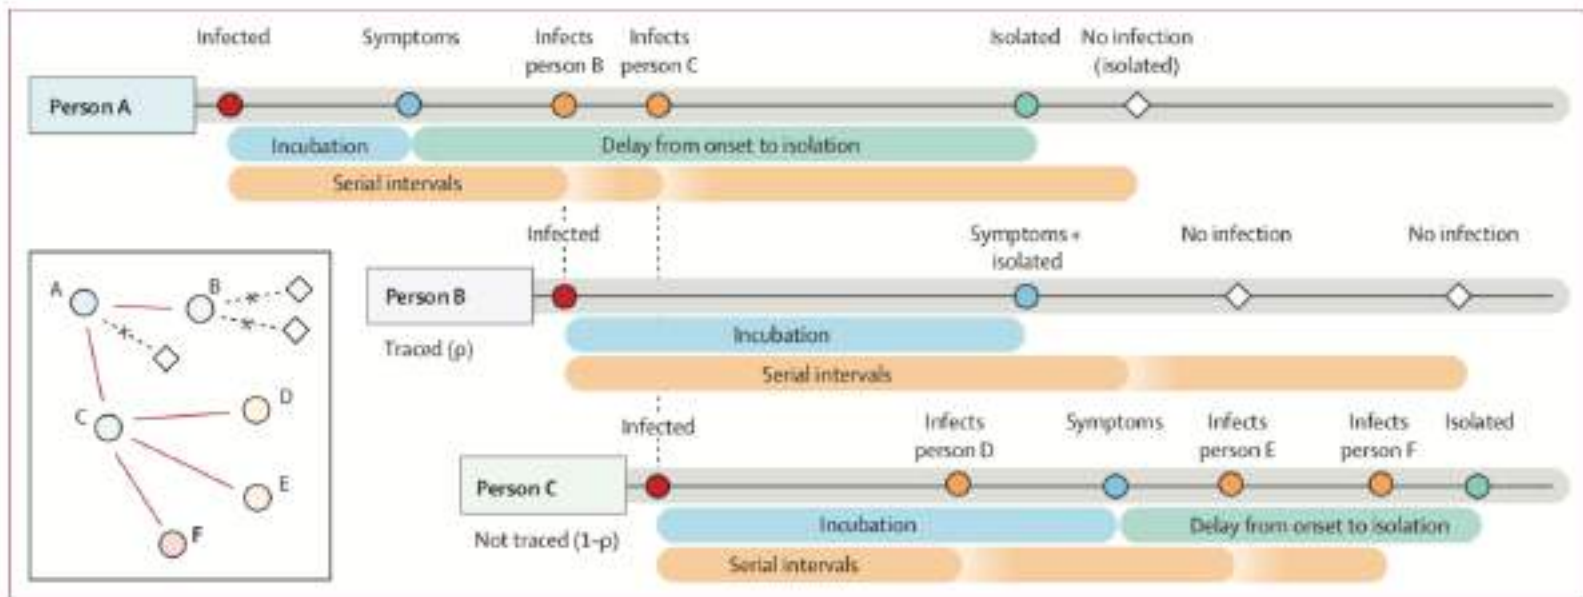 Infected Symptoms Infects Infects Isolated No infection
person B person C (isolated)
Person A
Incubation Delay from onset to isolation
Serial intervals
Infected Symptoms + No infection No infection
isolated
Person B
Traced (ρ)
Incubation
Serial intervals
A B
C D
E
F
Infected Infects Symptoms Infects Infects Isolated
person D person E person F
Person C
Not traced (1-ρ)
Incubation Delay from onset to isolation
Serial intervals